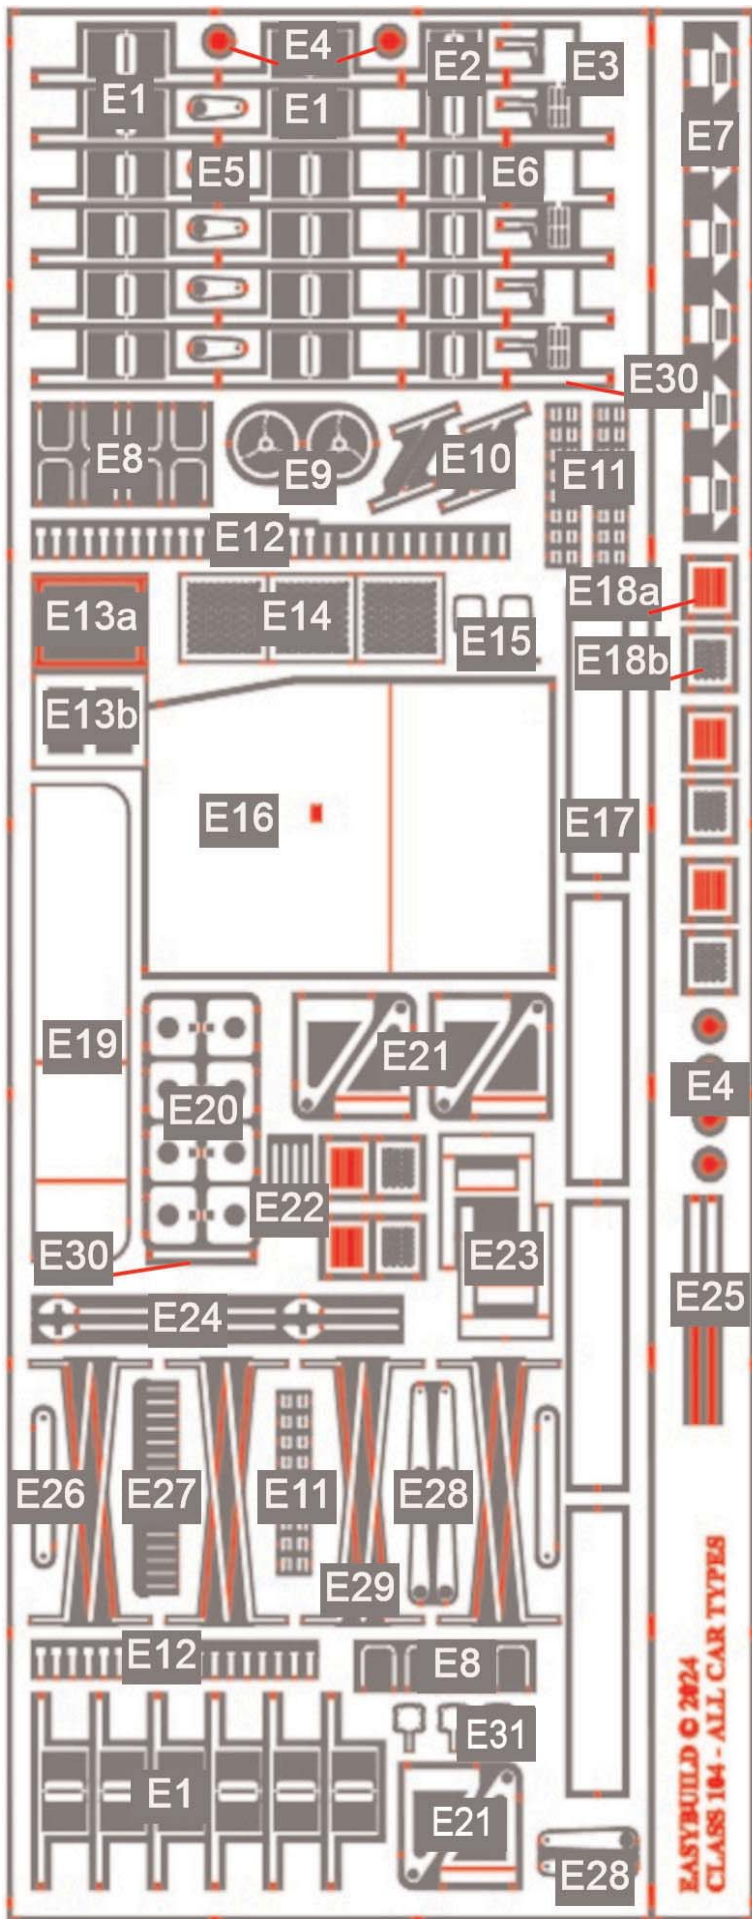 E4
E2
E3
E1
E1
E7
E5
E6
E30
E8
E9
E10
E11
E12
E13a
E14
E15
E18a
E18b
E13b
E16
E17
E19
E21
E20
E4
E22
E23
E30
E24
E25
E26
E27
E11
E28
E29
E12
E8
E31
E1
E21
E28
EASYBUILD © 2024
CLASS 104 - ALL CAR TYPES